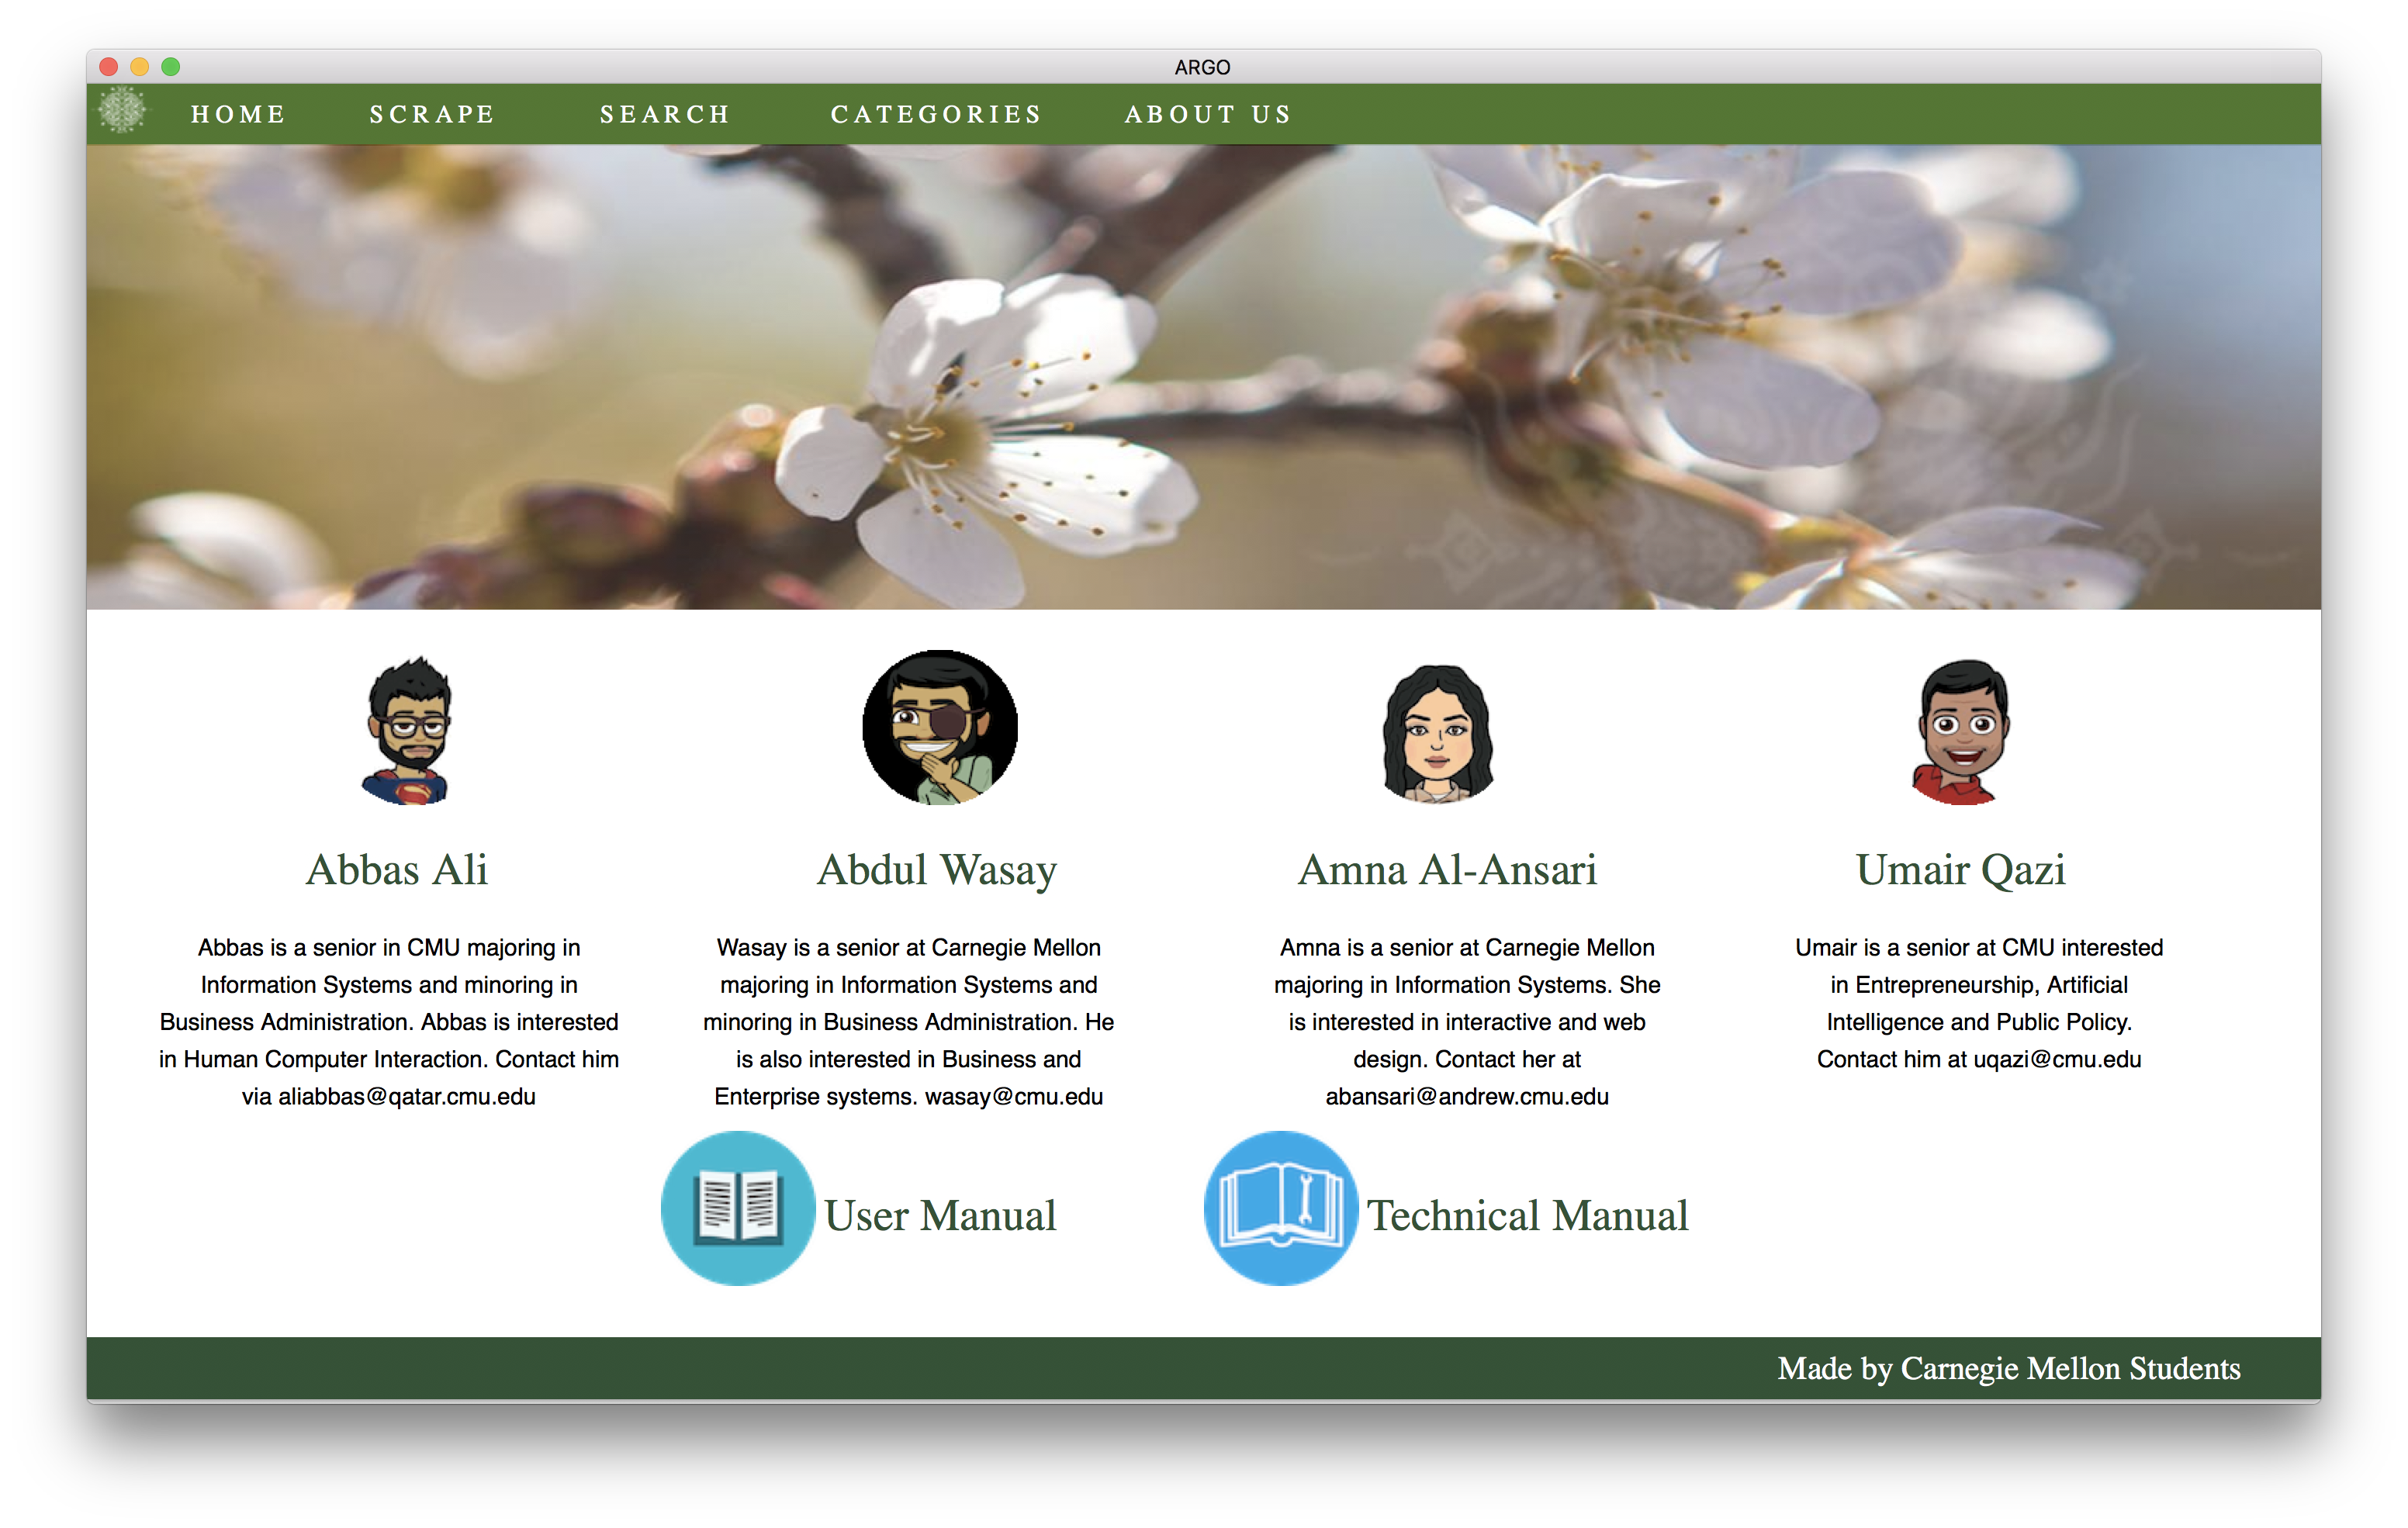 ARGO
HOME SCRAPE SEARCH CATEGORIES ABOUT US
Abbas Ali
Abbas is a senior in CMU majoring in
Information Systems and minoring in
Business Administration. Abbas is interested
in Human Computer Interaction. Contact him
via aliabbas@qatar.cmu.edu
Abdul Wasay
Wasay is a senior at Carnegie Mellon
majoring in Information Systems and
minoring in Business Administration. He
is also interested in Business and
Enterprise systems. wasay@cmu.edu
Amna Al-Ansari
Amna is a senior at Carnegie Mellon
majoring in Information Systems. She
is interested in interactive and web
design. Contact her at
abansari@andrew.cmu.edu
Umair Qazi
Umair is a senior at CMU interested
in Entrepreneurship, Artificial
Intelligence and Public Policy.
Contact him at uqazi@cmu.edu
User Manual
Technical Manual
Made by Carnegie Mellon Students